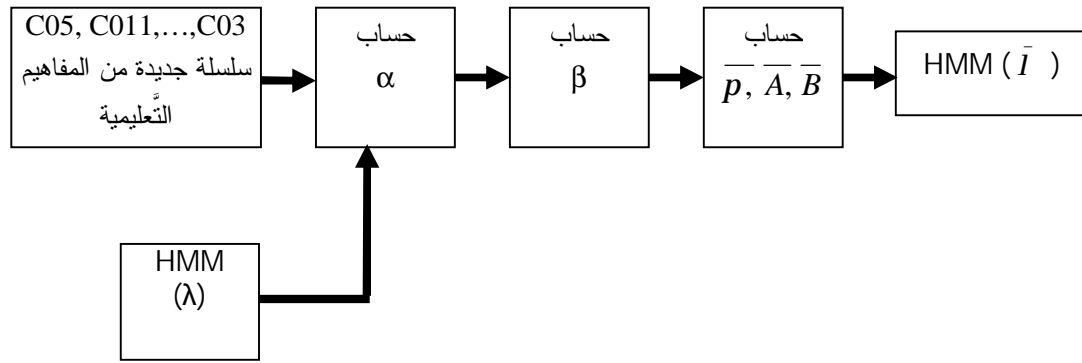 C05, C011,…,C03
سلسلة جديدة من المفاهيم
التَّعليمية
حساب
α
حساب
β
حساب
p̅, A̅, B̅
HMM ( I̅ )
HMM
(λ)